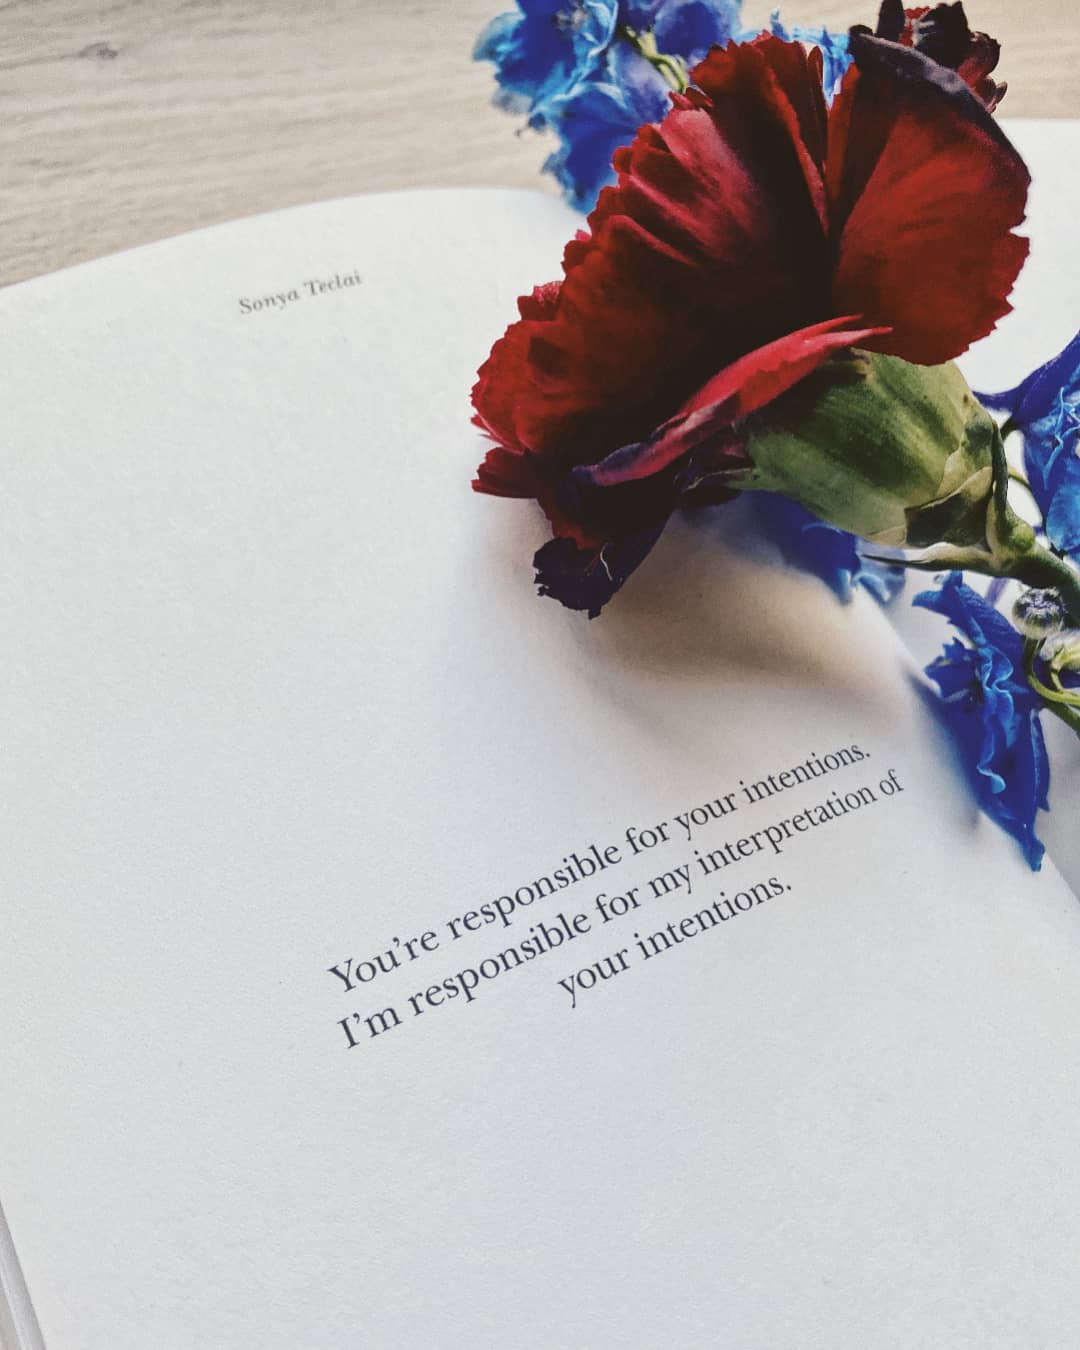 Sonya Teclai
You're responsible for your intentions.
I'm responsible for my interpretation of
your intentions.